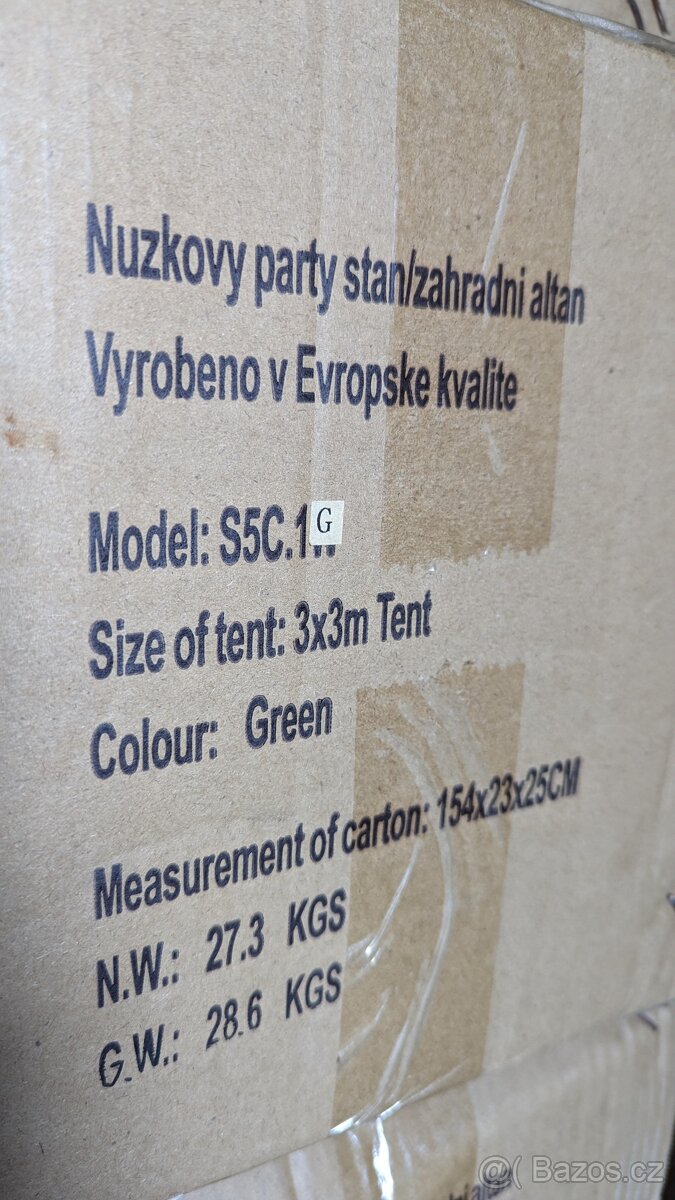 Nuzkovy party stan/zahradni altan
Vyrobeno v Evropske kvalite
Model: S5C.1G
Size of tent: 3x3m Tent
Colour: Green
Measurement of carton: 154x23x25CM
N.W.: 27.3 KGS
G.W.: 28.6 KGS
@( Bazos.cz